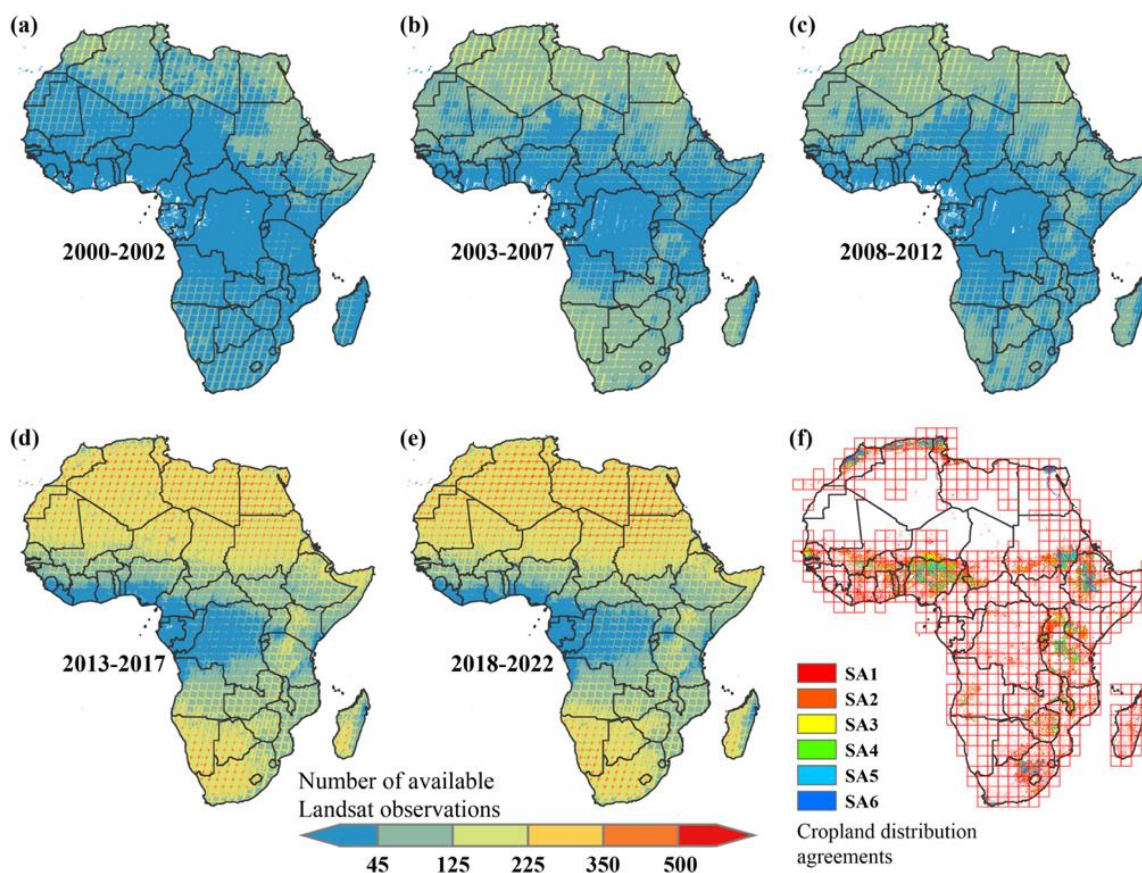 (a)
(b)
(c)
2000-2002
2003-2007
2008-2012
(d)
(e)
(f)
2013-2017
2018-2022
SA1
SA2
SA3
SA4
SA5
SA6
Number of available
Landsat observations
45 125 225 350 500
Cropland distribution
agreements